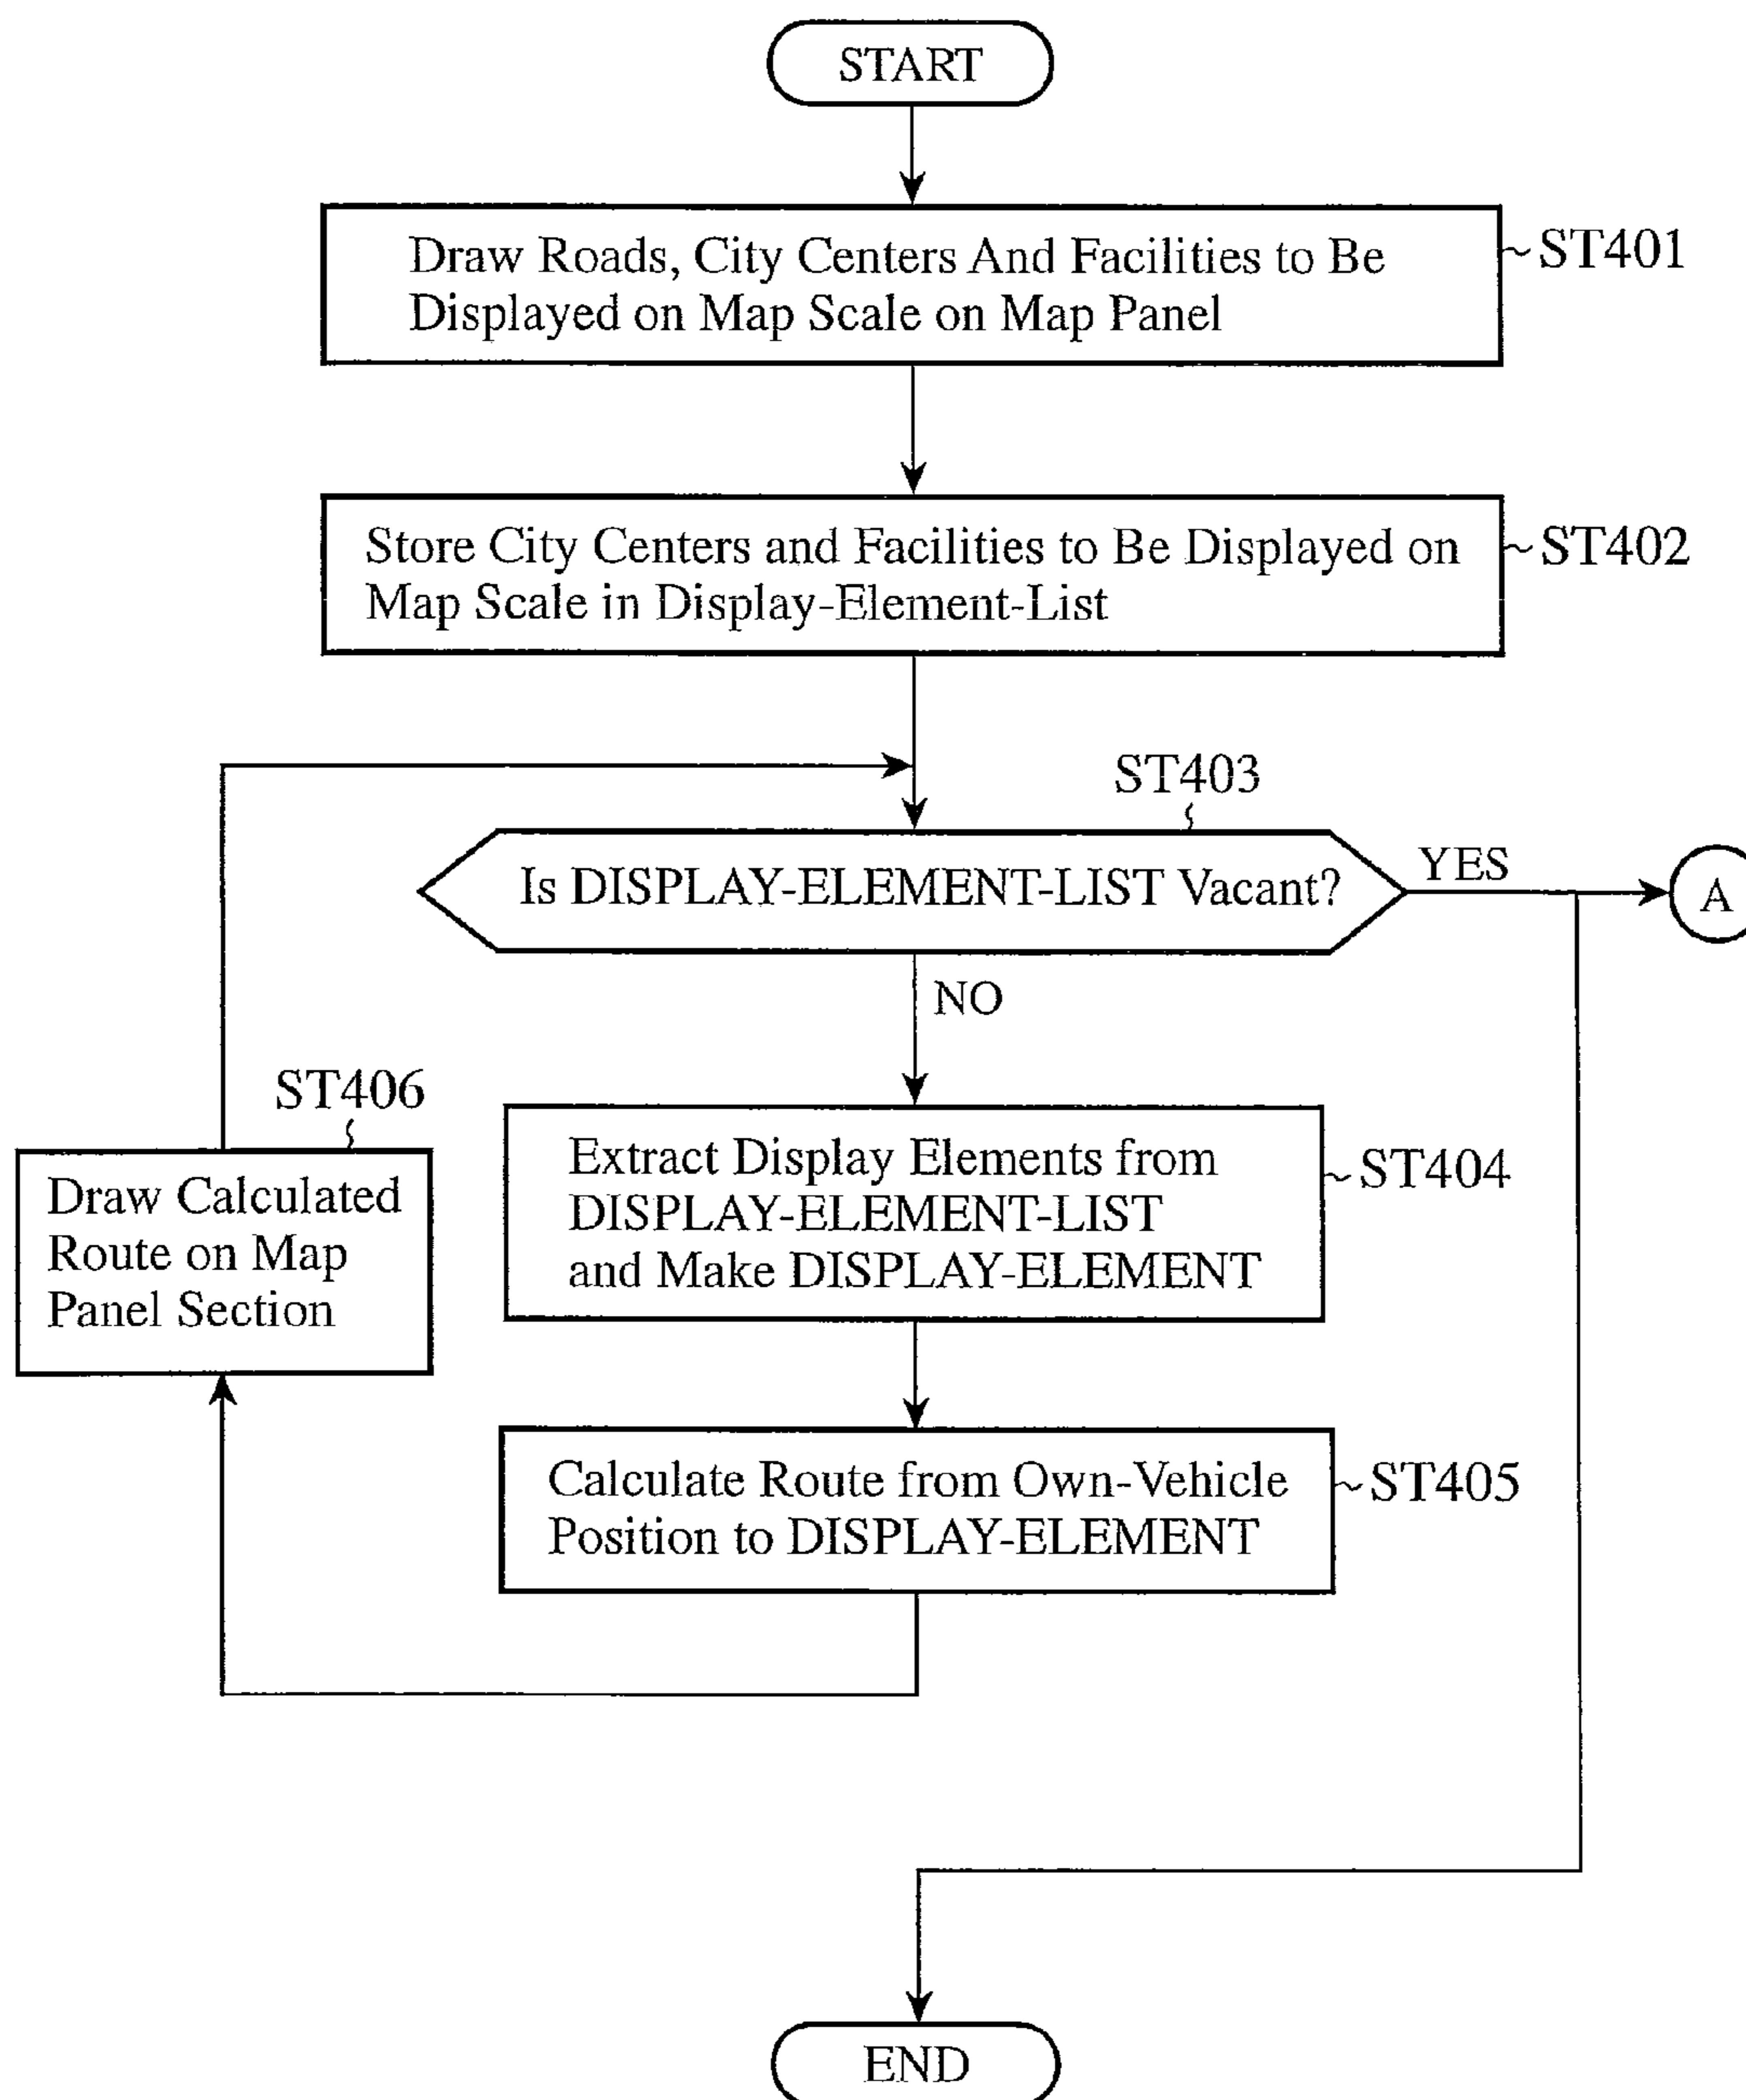 START
Draw Roads, City Centers And Facilities to Be
Displayed on Map Scale on Map Panel
ST401
Store City Centers and Facilities to Be Displayed on
Map Scale in Display-Element-List
ST402
ST403
Is DISPLAY-ELEMENT-LIST Vacant?
YES
A
NO
ST406
Draw Calculated
Route on Map
Panel Section
Extract Display Elements from
DISPLAY-ELEMENT-LIST
and Make DISPLAY-ELEMENT
ST404
Calculate Route from Own-Vehicle
Position to DISPLAY-ELEMENT
ST405
END